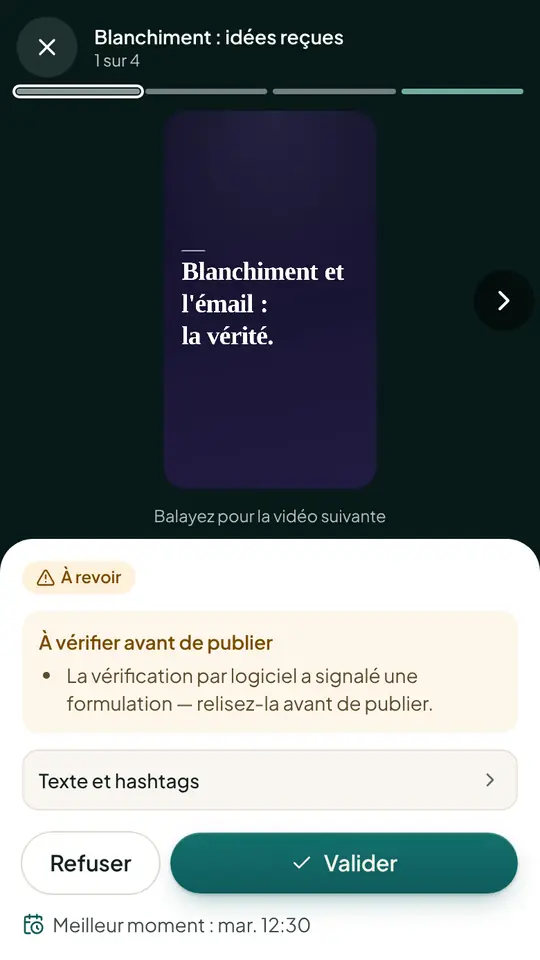 Blanchiment : idées reçues
1 sur 4
Blanchiment et
l'émail :
la vérité.
Balayez pour la vidéo suivante
À revoir
À vérifier avant de publier
• La vérification par logiciel a signalé une
formulation — relisez-la avant de publier.
Texte et hashtags
Refuser
Valider
Meilleur moment : mar. 12:30